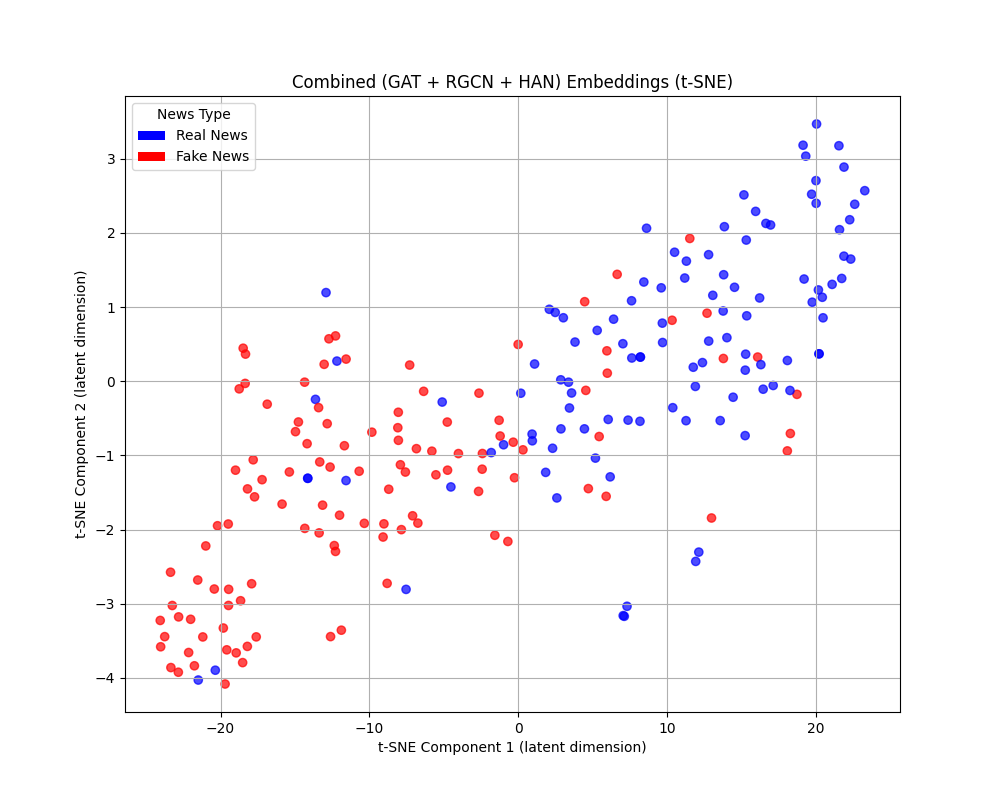 Combined (GAT + RGCN + HAN) Embeddings (t-SNE)
News Type
Real News
Fake News
3
2
1
0
−1
−2
−3
−4
t-SNE Component 2 (latent dimension)
−20 −10 0 10 20
t-SNE Component 1 (latent dimension)